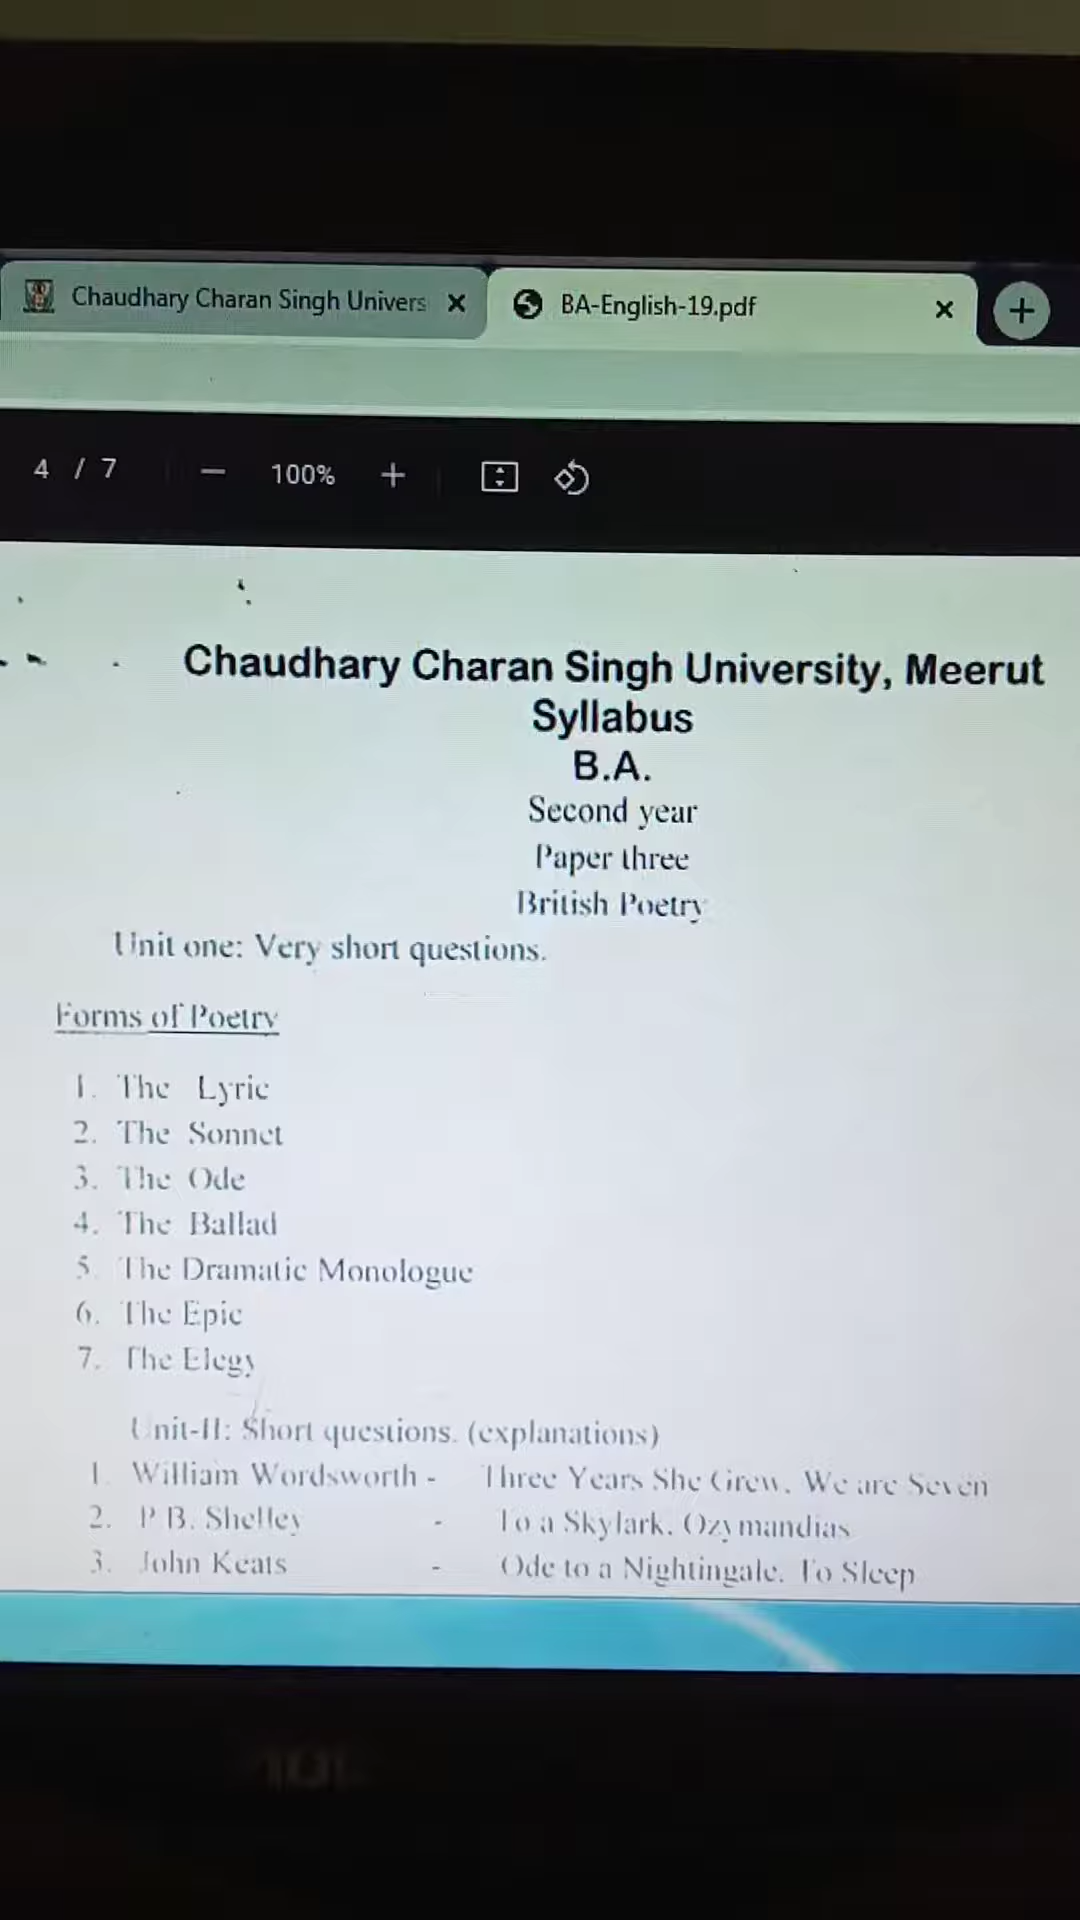 Chaudhary Charan Singh Univers
BA-English-19.pdf
4 / 7
100%
Chaudhary Charan Singh University, Meerut
Syllabus
B.A.
Second year
Paper three
British Poetry
Unit one: Very short questions.
Forms of Poetry
1. The Lyric
2. The Sonnet
3. The Ode
4. The Ballad
5. The Dramatic Monologue
6. The Epic
7. The Elegy
Unit-II: Short questions. (explanations)
1. William Wordsworth - Three Years She Grew, We are Seven
2. P B. Shelley - To a Skylark, Ozymandias
3. John Keats - Ode to a Nightingale, To Sleep